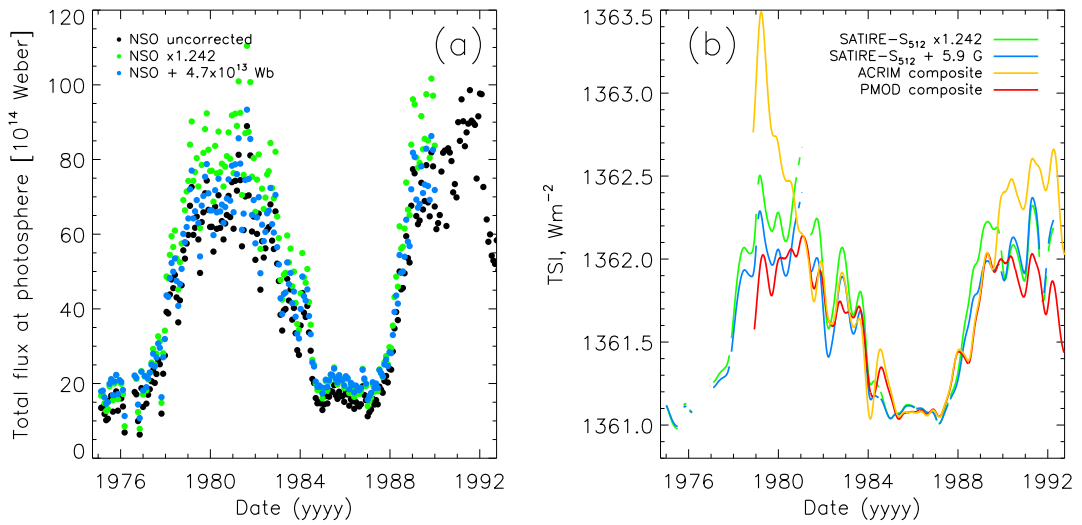 120
100
80
60
40
20
0
Total flux at photosphere [10^14 Weber]
NSO uncorrected
NSO x1.242
NSO + 4.7x10^13 Wb
(a)
1976
1980
1984
1988
1992
Date (yyyy)
1363.5
1363.0
1362.5
1362.0
1361.5
1361.0
TSI, Wm^-2
(b)
SATIRE-S_512 x1.242
SATIRE-S_512 + 5.9 G
ACRIM composite
PMOD composite
1976
1980
1984
1988
1992
Date (yyyy)